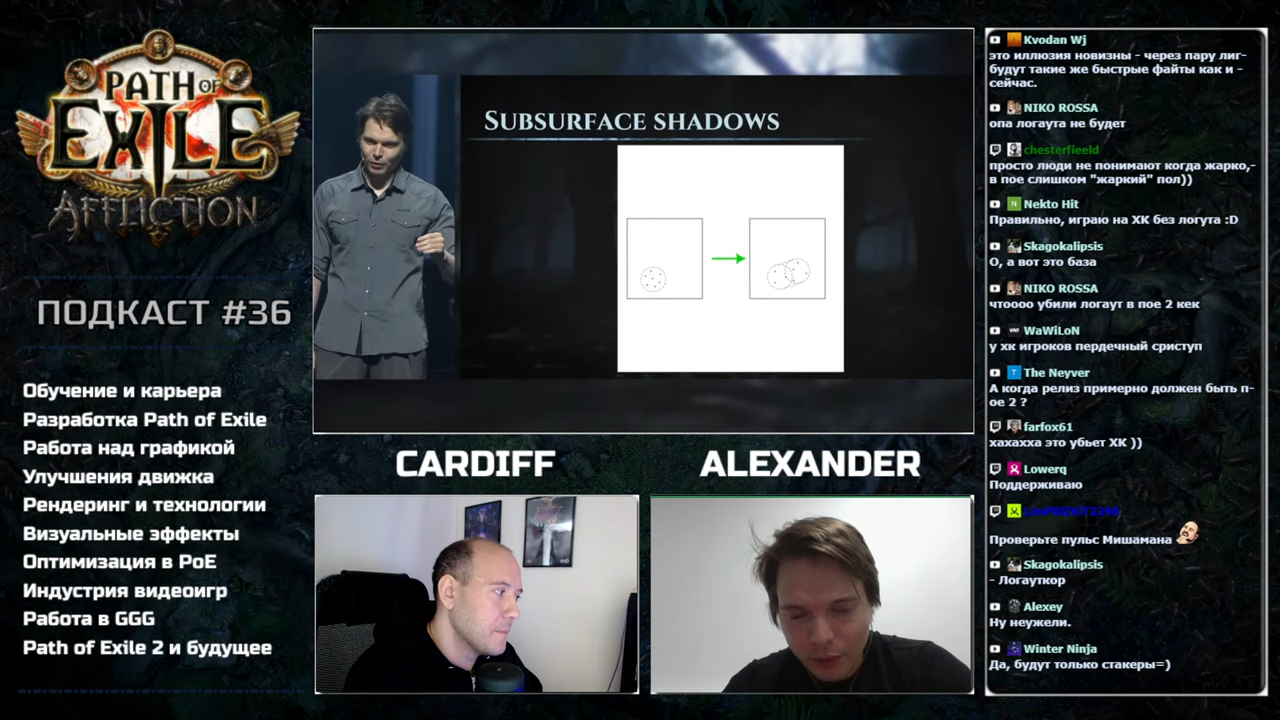 PATH OF
EXILE
AFFLICTION
ПОДКАСТ #36
Обучение и карьера
Разработка Path of Exile
Работа над графикой
Улучшения движка
Рендеринг и технологии
Визуальные эффекты
Оптимизация в PoE
Индустрия видеоигр
Работа в GGG
Path of Exile 2 и будущее
SUBSURFACE SHADOWS
CARDIFF
ALEXANDER
Kvodan Wj
это иллюзия новизны - через пару лиг-
будут такие же быстрые файты как и -
сейчас.
NIKO ROSSA
опа логаута не будет
chesterfieeld
просто люди не понимают когда жарко,-
в пое слишком "жаркий" пол))
N Nekto Hit
Правильно, играю на ХК без логута :D
Skagokalipsis
О, а вот это база
NIKO ROSSA
чтоооо убили логаут в пое 2 кек
WaWiLoN
у хк игроков пердечный сриступ
T The Neyver
А когда релиз примерно должен быть п-
ое 2 ?
farfox61
хахахха это убьет ХК ))
Lowerq
Поддерживаю
Проверьте пульс Мишамана
Skagokalipsis
- Логауткор
Alexey
Ну неужели.
Winter Ninja
Да, будут только стакеры=)